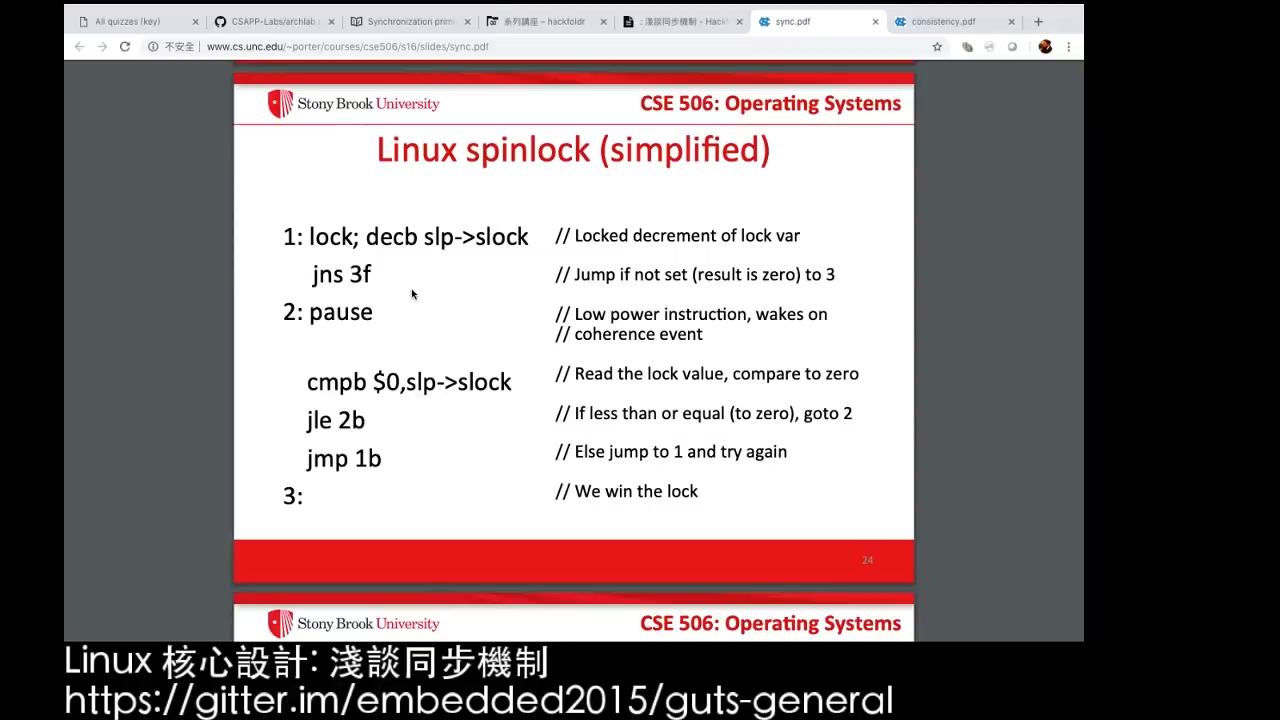 All quizzes (key)
CSAPP-Labs/archlab
Synchronization prim
系列講座 – hackfoldr
: 淺談同步機制 - Hack
sync.pdf
consistency.pdf
不安全 | www.cs.unc.edu/~porter/courses/cse506/s16/slides/sync.pdf
Stony Brook University
CSE 506: Operating Systems
Linux spinlock (simplified)
1: lock; decb slp->slock // Locked decrement of lock var
jns 3f // Jump if not set (result is zero) to 3
2: pause // Low power instruction, wakes on
// coherence event
cmpb $0,slp->slock // Read the lock value, compare to zero
jle 2b // If less than or equal (to zero), goto 2
jmp 1b // Else jump to 1 and try again
3: // We win the lock
24
Stony Brook University
CSE 506: Operating Systems
Linux 核心設計: 淺談同步機制
https://gitter.im/embedded2015/guts-general